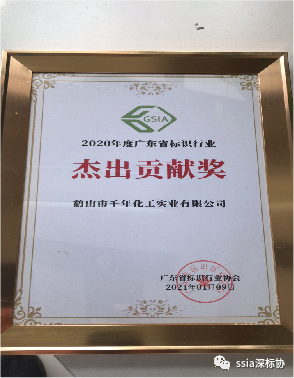 GSIA
2020年度广东省标识行业
杰出贡献奖
鹤山市千年化工实业有限公司
广东省标识行业协会
2021年01月09日
ssia深标协